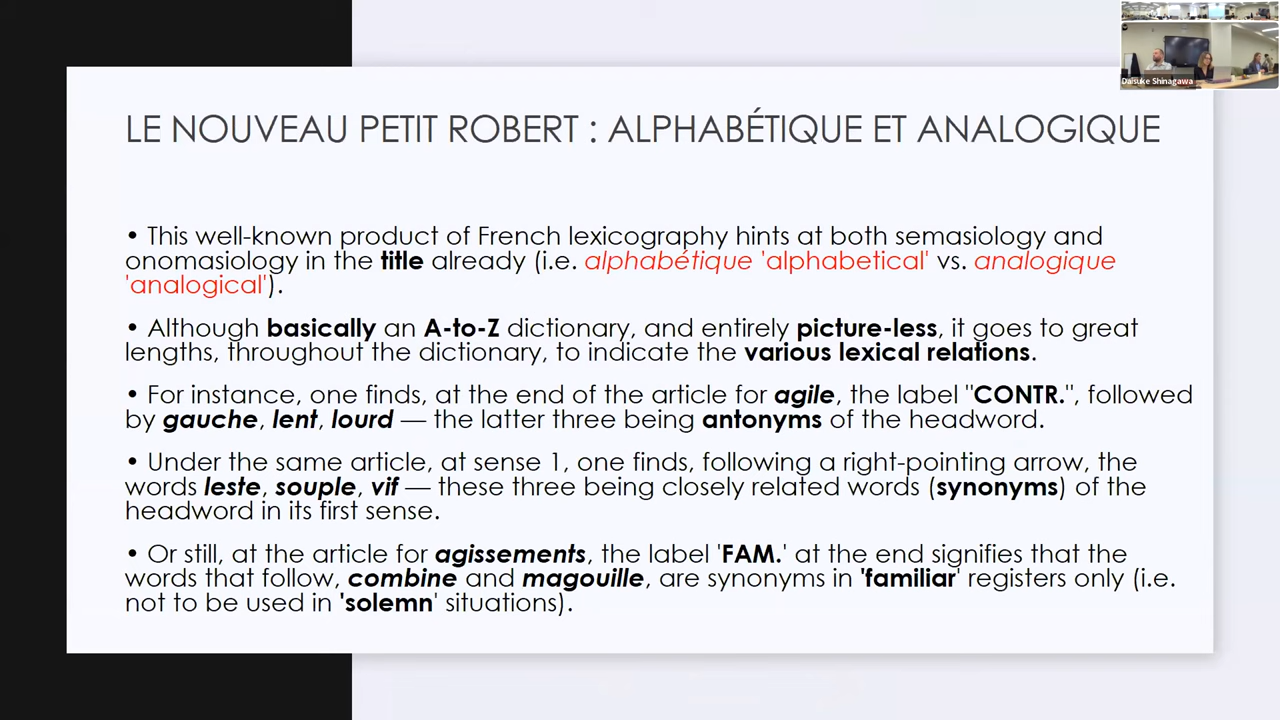 Daisuke Shinagawa
LE NOUVEAU PETIT ROBERT : ALPHABÉTIQUE ET ANALOGIQUE
• This well-known product of French lexicography hints at both semasiology and
onomasiology in the title already (i.e. alphabétique 'alphabetical' vs. analogique
'analogical').
• Although basically an A-to-Z dictionary, and entirely picture-less, it goes to great
lengths, throughout the dictionary, to indicate the various lexical relations.
• For instance, one finds, at the end of the article for agile, the label "CONTR.", followed
by gauche, lent, lourd — the latter three being antonyms of the headword.
• Under the same article, at sense 1, one finds, following a right-pointing arrow, the
words leste, souple, vif — these three being closely related words (synonyms) of the
headword in its first sense.
• Or still, at the article for agissements, the label 'FAM.' at the end signifies that the
words that follow, combine and magouille, are synonyms in 'familiar' registers only (i.e.
not to be used in 'solemn' situations).